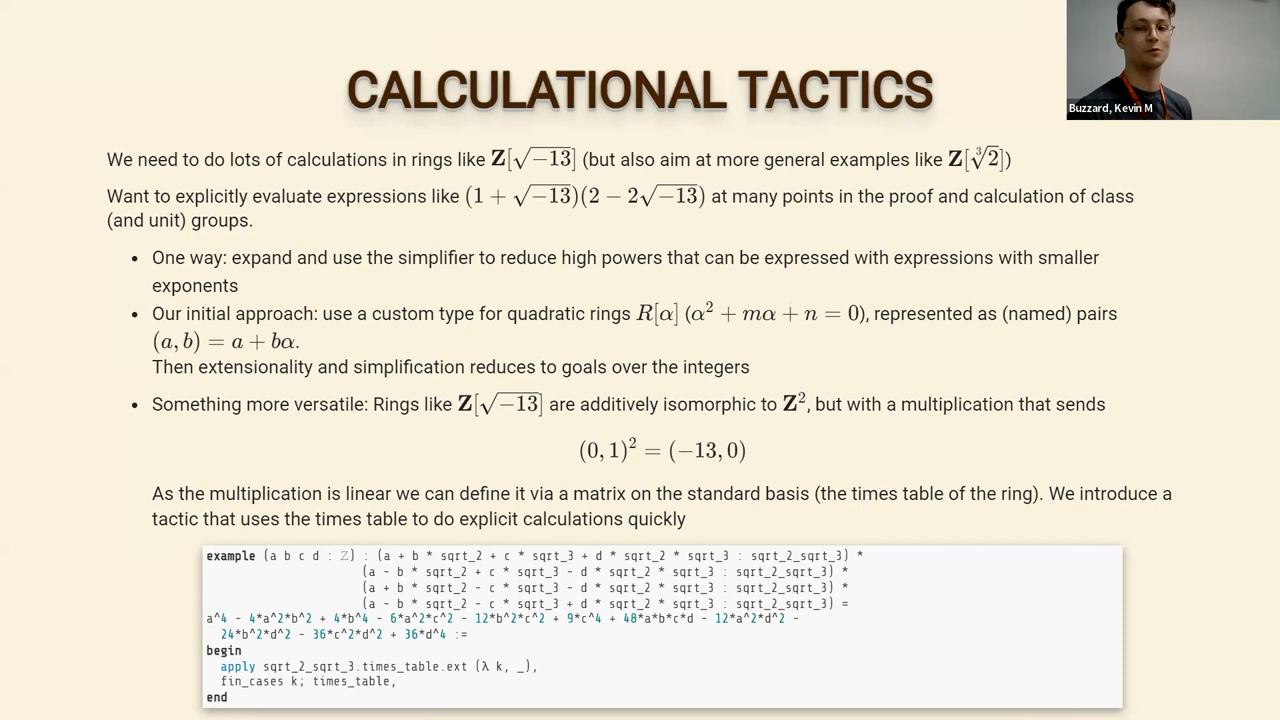 CALCULATIONAL TACTICS
Buzzard, Kevin M
We need to do lots of calculations in rings like Z[√−13] (but also aim at more general examples like Z[∛2])
Want to explicitly evaluate expressions like (1 + √−13)(2 − 2√−13) at many points in the proof and calculation of class
(and unit) groups.
• One way: expand and use the simplifier to reduce high powers that can be expressed with expressions with smaller
exponents
• Our initial approach: use a custom type for quadratic rings R[α] (α² + mα + n = 0), represented as (named) pairs
(a, b) = a + bα.
Then extensionality and simplification reduces to goals over the integers
• Something more versatile: Rings like Z[√−13] are additively isomorphic to Z², but with a multiplication that sends
(0, 1)² = (−13, 0)
As the multiplication is linear we can define it via a matrix on the standard basis (the times table of the ring). We introduce a
tactic that uses the times table to do explicit calculations quickly
example (a b c d : ℤ) : (a + b * sqrt_2 + c * sqrt_3 + d * sqrt_2 * sqrt_3 : sqrt_2_sqrt_3) *
(a - b * sqrt_2 + c * sqrt_3 - d * sqrt_2 * sqrt_3 : sqrt_2_sqrt_3) *
(a + b * sqrt_2 - c * sqrt_3 - d * sqrt_2 * sqrt_3 : sqrt_2_sqrt_3) *
(a - b * sqrt_2 - c * sqrt_3 + d * sqrt_2 * sqrt_3 : sqrt_2_sqrt_3) =
a^4 - 4*a^2*b^2 + 4*b^4 - 6*a^2*c^2 - 12*b^2*c^2 + 9*c^4 + 48*a*b*c*d - 12*a^2*d^2 -
24*b^2*d^2 - 36*c^2*d^2 + 36*d^4 :=
begin
apply sqrt_2_sqrt_3.times_table.ext (λ k, _),
fin_cases k; times_table,
end